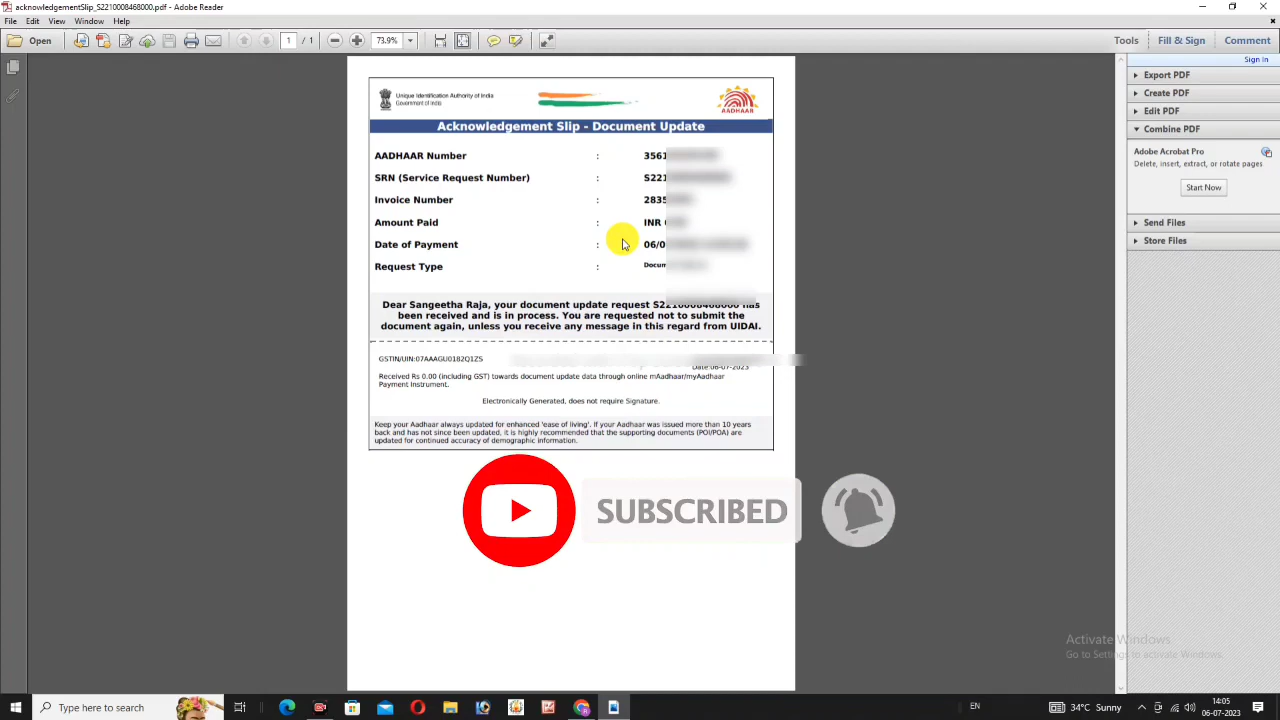 acknowledgementSlip_S2210008468000.pdf - Adobe Reader
File Edit View Window Help
Open 1 / 1 73.9% Tools Fill & Sign Comment
Sign In
Export PDF
Create PDF
Edit PDF
Combine PDF
Adobe Acrobat Pro
Delete, insert, extract, or rotate pages
Start Now
Send Files
Store Files
Unique Identification Authority of India
Government of India
AADHAAR
Acknowledgement Slip - Document Update
AADHAAR Number : 3561
SRN (Service Request Number) : S221
Invoice Number : 2835
Amount Paid : INR
Date of Payment : 06/0
Request Type : Docum
Dear Sangeetha Raja, your document update request S2210008468000 has
been received and is in process. You are requested not to submit the
document again, unless you receive any message in this regard from UIDAI.
GSTIN/UIN:07AAAGU0182Q1ZS
Date:06-07-2023
Received Rs 0.00 (including GST) towards document update data through online mAadhaar/myAadhaar
Payment Instrument.
Electronically Generated, does not require Signature.
Keep your Aadhaar always updated for enhanced 'ease of living'. If your Aadhaar was issued more than 10 years
back and has not since been updated, it is highly recommended that the supporting documents (POI/POA) are
updated for continued accuracy of demographic information.
SUBSCRIBED
Activate Windows
Go to Settings to activate Windows.
Type here to search
EN
34°C Sunny
14:05
06-07-2023